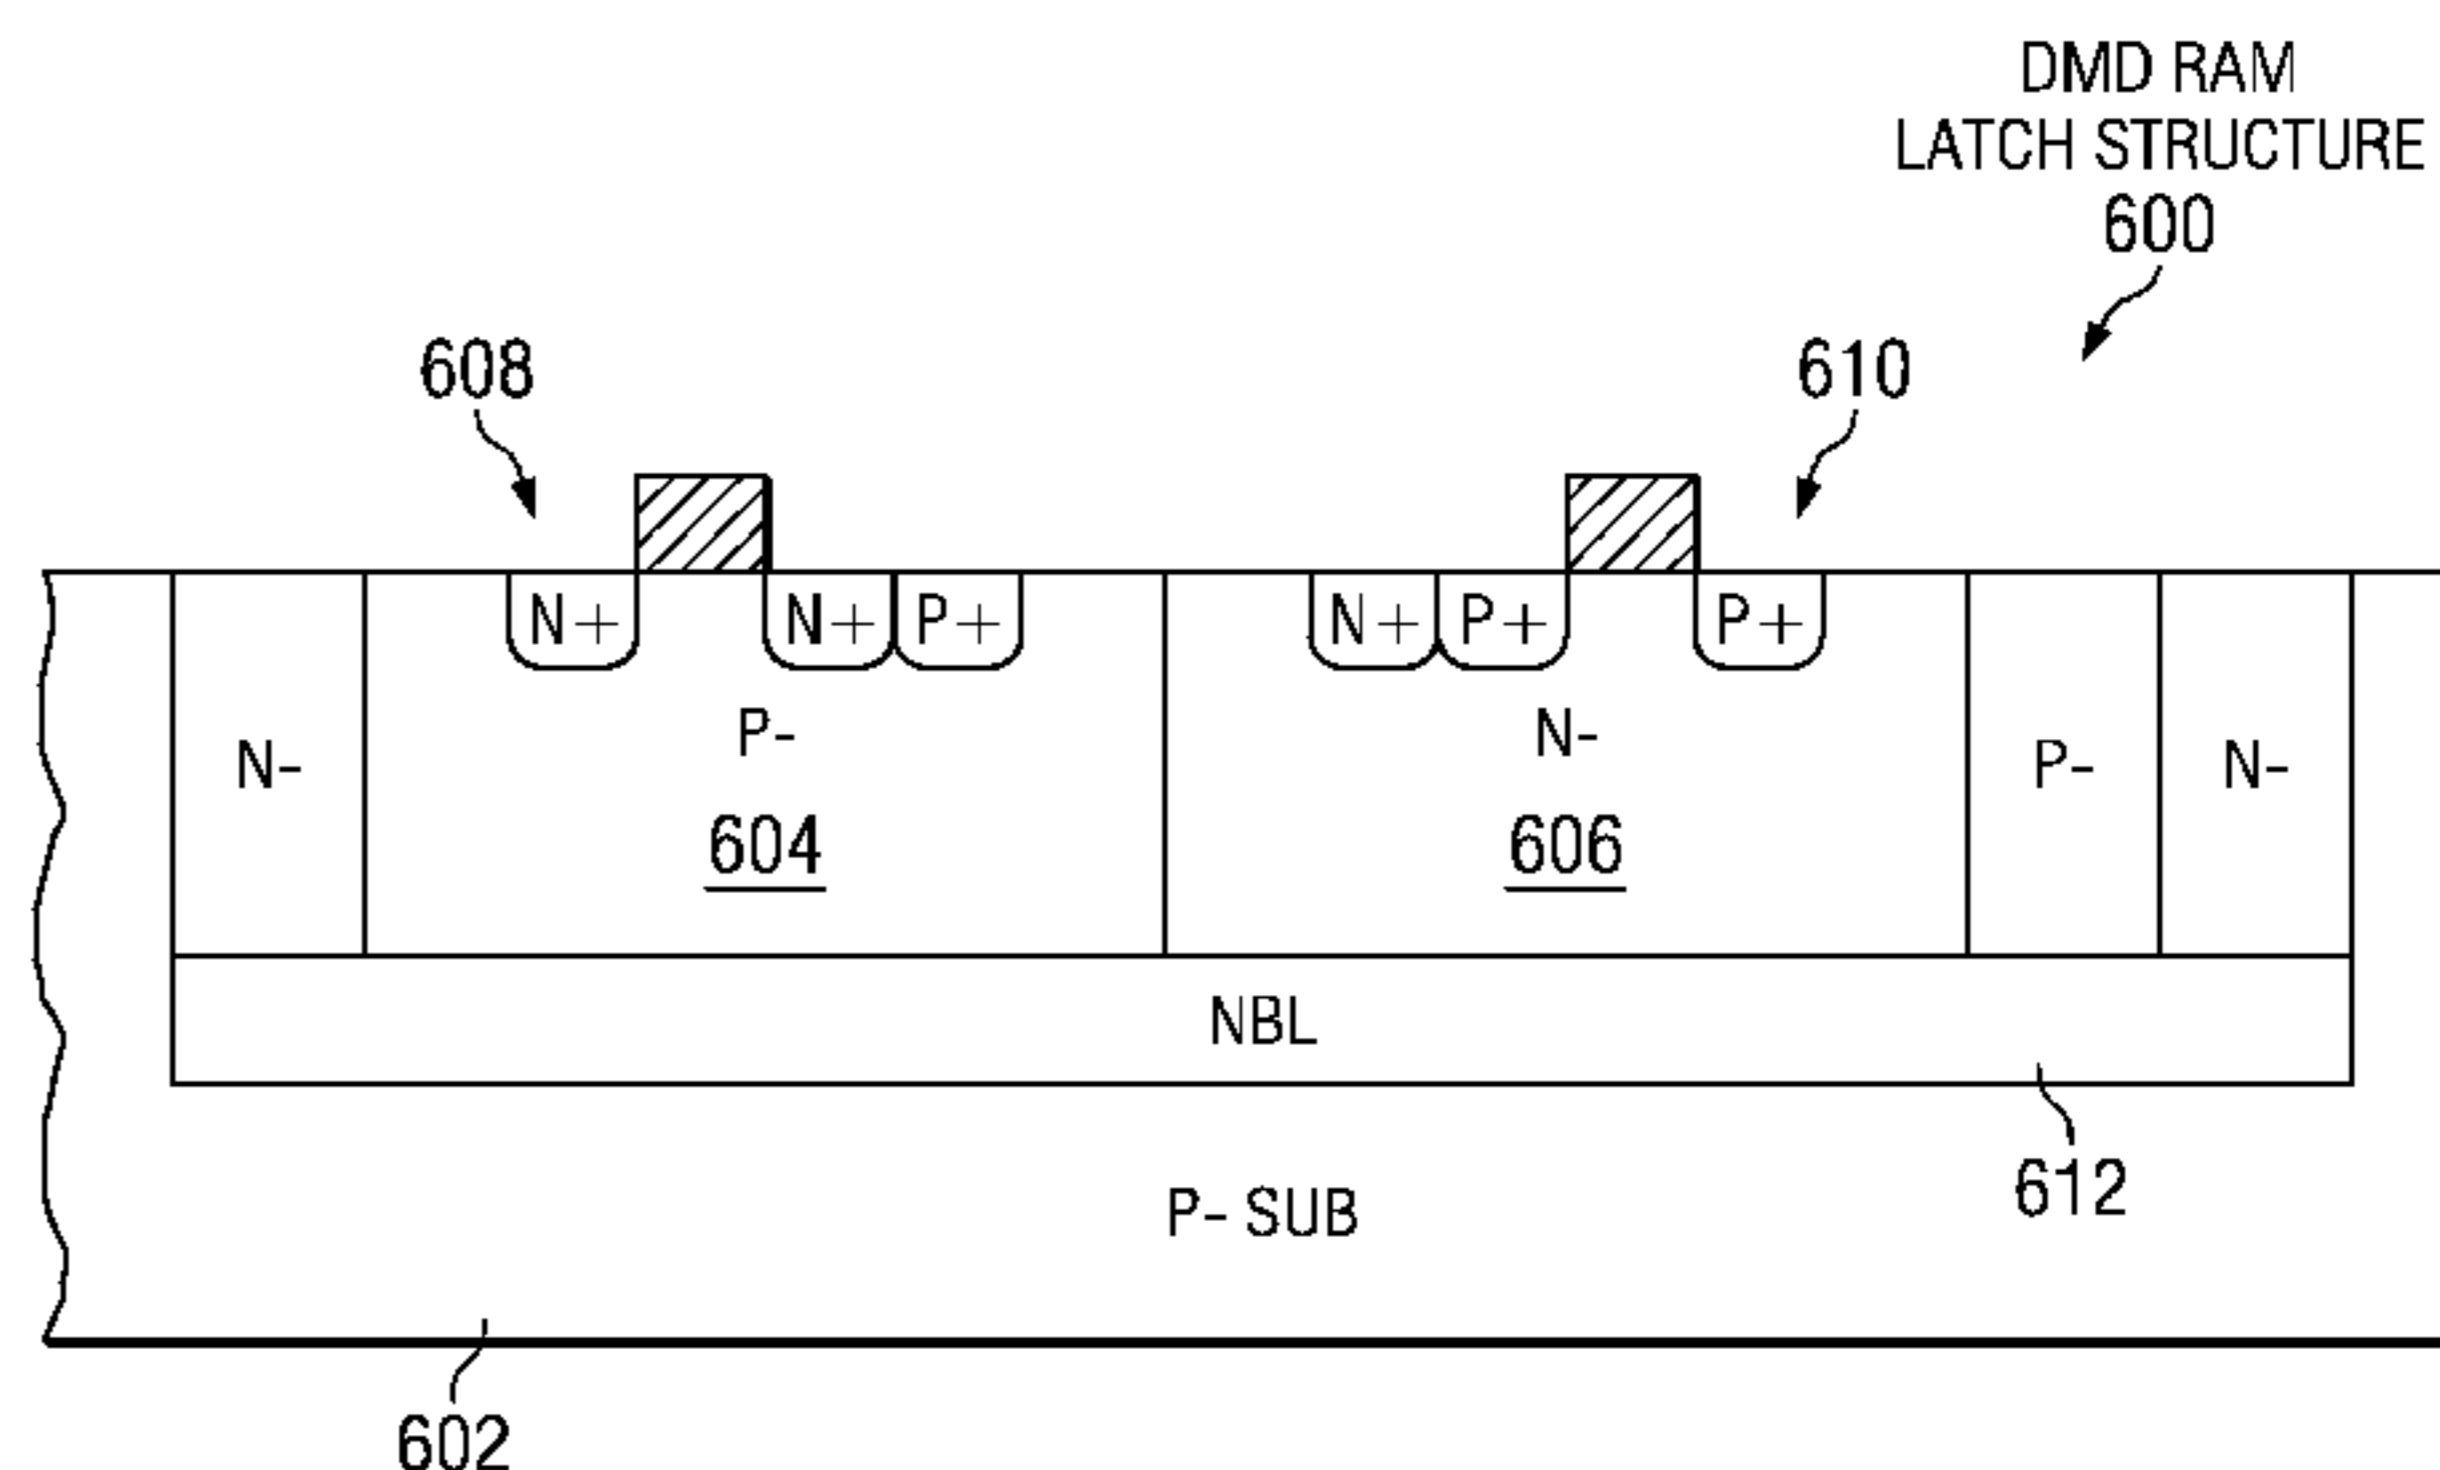 DMD RAM
LATCH STRUCTURE
600
608
610
N+
N+
P+
N+
P+
P+
N-
P-
604
N-
606
P-
N-
NBL
612
P- SUB
602